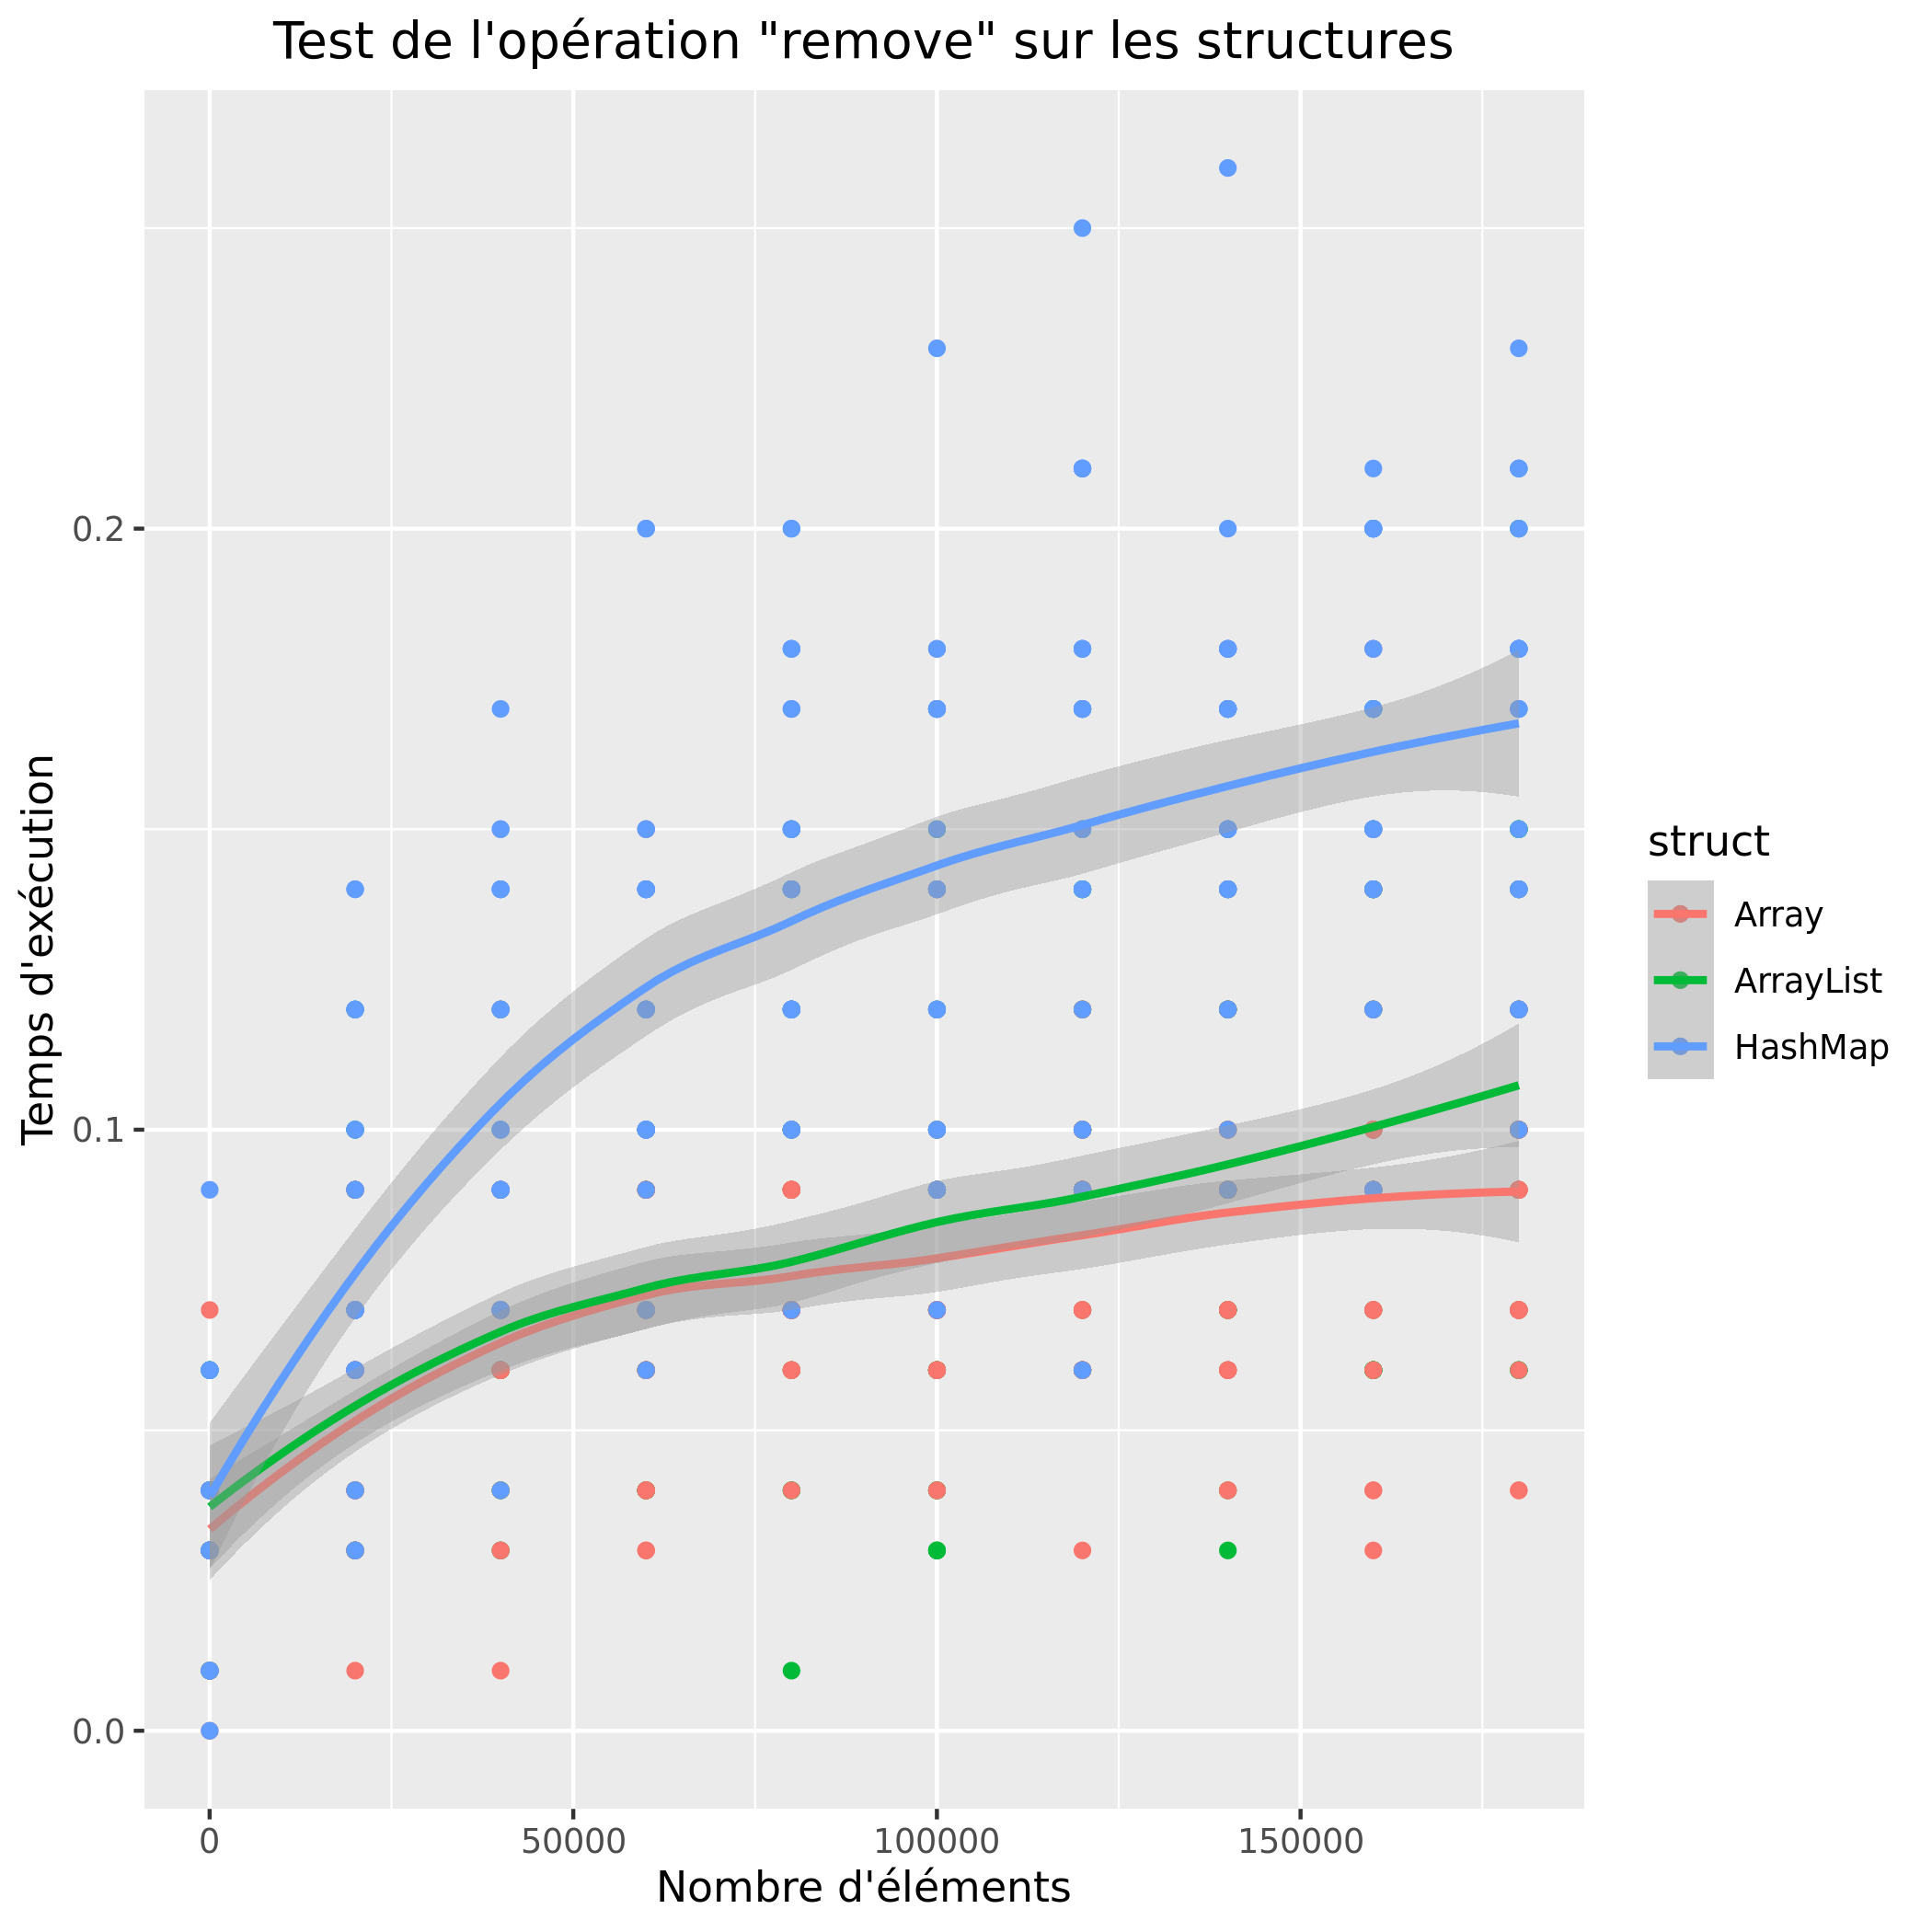 Test de l'opération "remove" sur les structures
Temps d'exécution
0.2
0.1
0.0
0
50000
100000
150000
Nombre d'éléments
struct
Array
ArrayList
HashMap